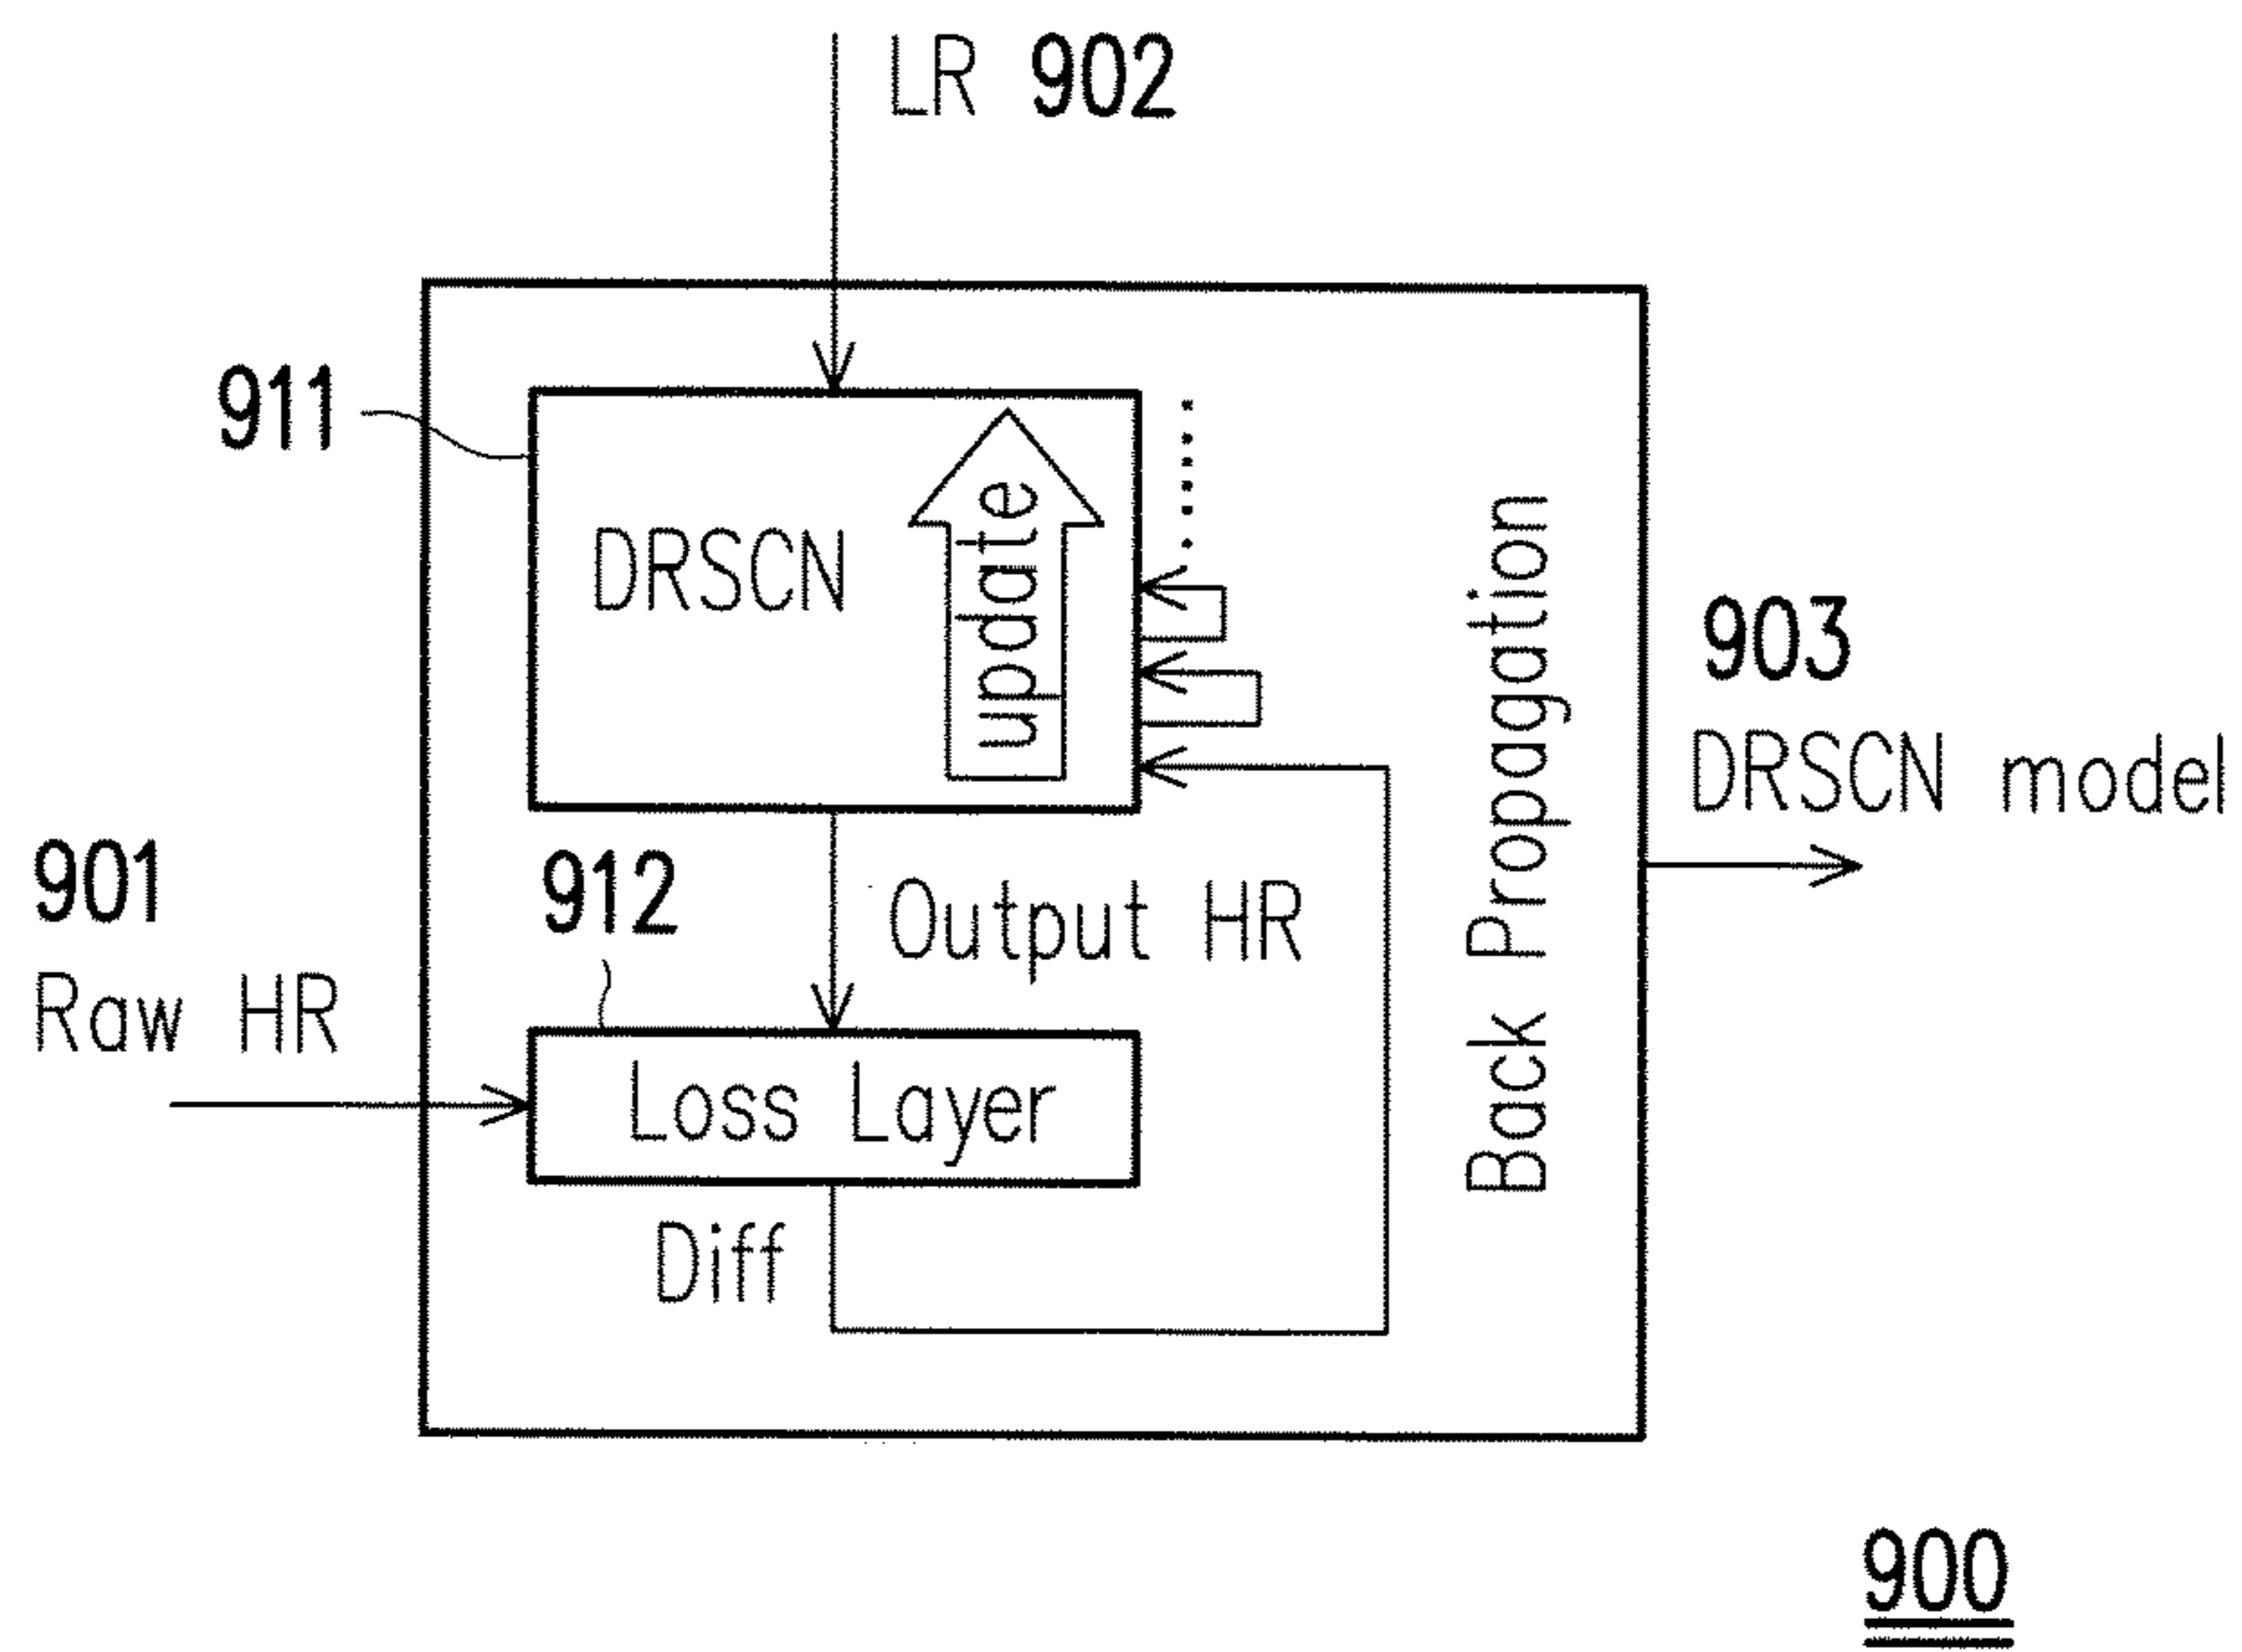 LR 902
911
DRSCN
update
Back Propagation
903
DRSCN model
901
Raw HR
912
Output HR
Loss Layer
Diff
900